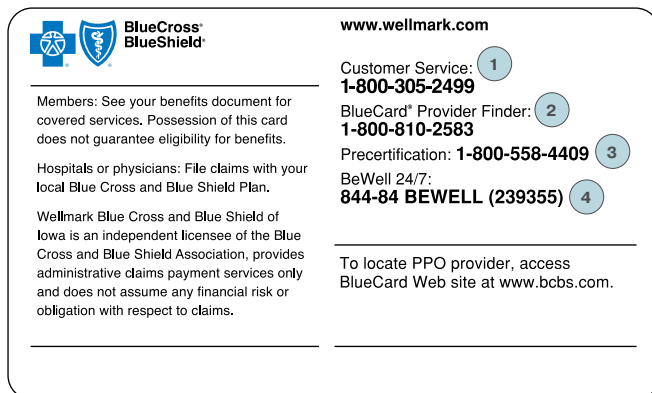 BlueCross®
BlueShield®
Members: See your benefits document for
covered services. Possession of this card
does not guarantee eligibility for benefits.
Hospitals or physicians: File claims with your
local Blue Cross and Blue Shield Plan.
Wellmark Blue Cross and Blue Shield of
Iowa is an independent licensee of the Blue
Cross and Blue Shield Association, provides
administrative claims payment services only
and does not assume any financial risk or
obligation with respect to claims.
www.wellmark.com
Customer Service: 1
1-800-305-2499
BlueCard® Provider Finder: 2
1-800-810-2583
Precertification: 1-800-558-4409 3
BeWell 24/7:
844-84 BEWELL (239355) 4
To locate PPO provider, access
BlueCard Web site at www.bcbs.com.